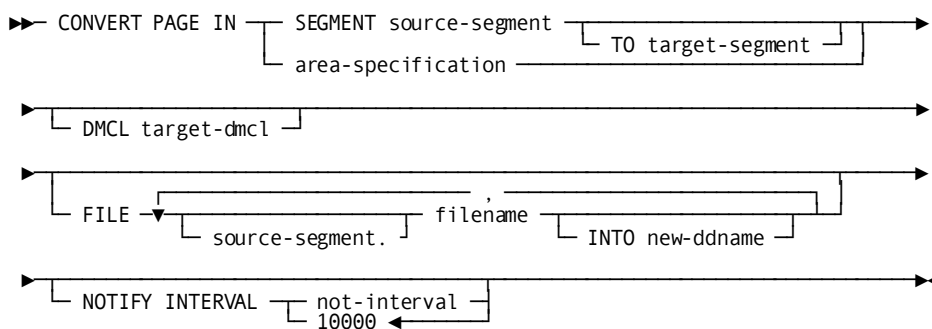 CONVERT PAGE IN SEGMENT source-segment
TO target-segment
area-specification
DMCL target-dmcl
,
FILE filename
source-segment. INTO new-ddname
NOTIFY INTERVAL not-interval
10000